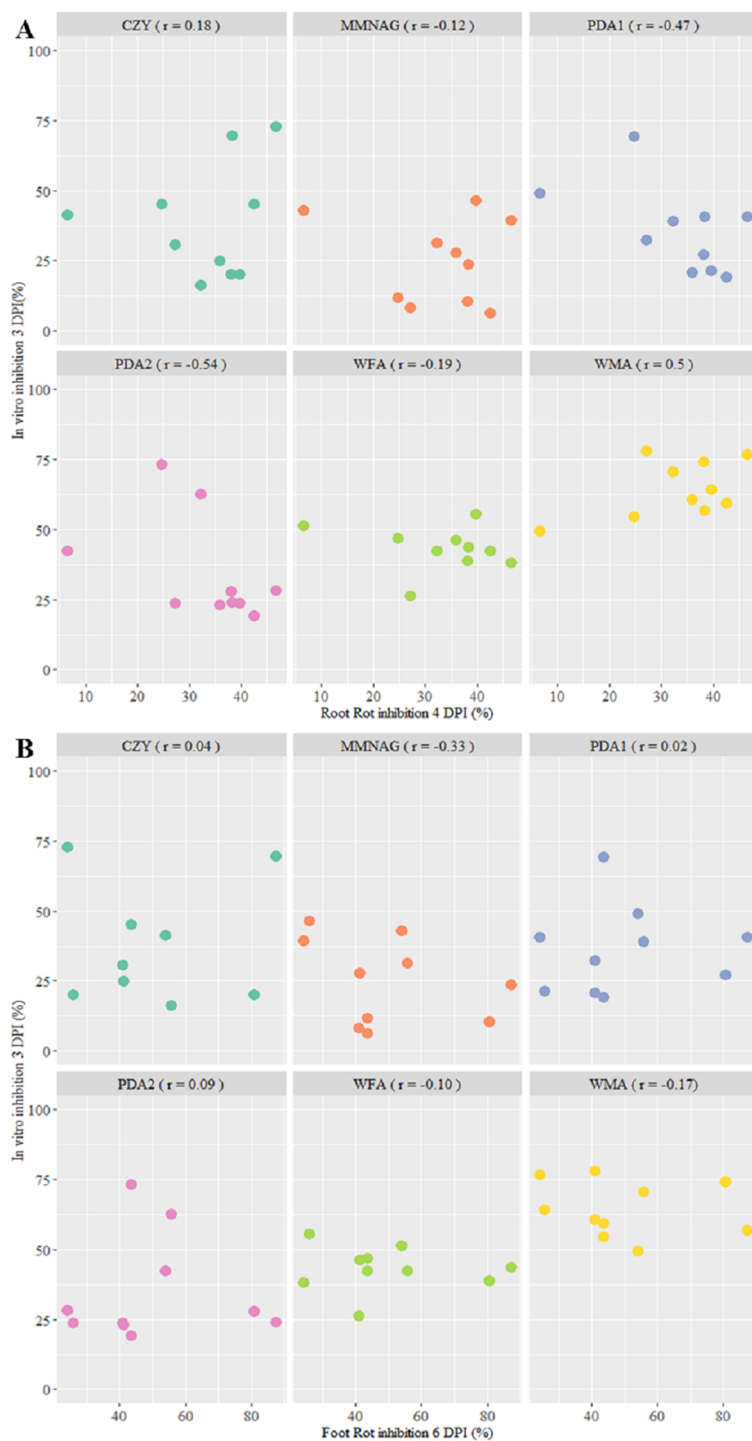 A
CZY ( r = 0.18 ) MMNAG ( r = -0.12 ) PDA1 ( r = -0.47 )
100
75
50
25
0
PDA2 ( r = -0.54 ) WFA ( r = -0.19 ) WMA ( r = 0.5 )
100
75
50
25
0
In vitro inhibition 3 DPI(%)
10 20 30 40 10 20 30 40 10 20 30 40
Root Rot inhibition 4 DPI (%)
B
CZY ( r = 0.04 ) MMNAG ( r = -0.33 ) PDA1 ( r = 0.02 )
100
75
50
25
0
PDA2 ( r = 0.09 ) WFA ( r = -0.10 ) WMA ( r = -0.17)
100
75
50
25
0
In vitro inhibition 3 DPI (%)
40 60 80 40 60 80 40 60 80
Foot Rot inhibition 6 DPI (%)